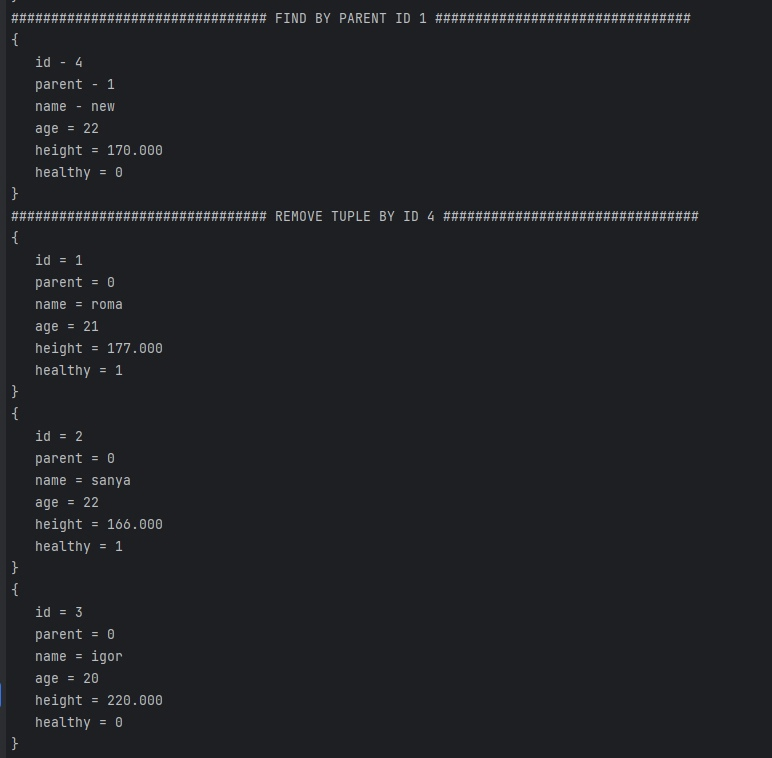 ################################ FIND BY PARENT ID 1 ################################
{
id - 4
parent - 1
name - new
age = 22
height = 170.000
healthy = 0
}
################################ REMOVE TUPLE BY ID 4 ################################
{
id = 1
parent = 0
name = roma
age = 21
height = 177.000
healthy = 1
}
{
id = 2
parent = 0
name = sanya
age = 22
height = 166.000
healthy = 1
}
{
id = 3
parent = 0
name = igor
age = 20
height = 220.000
healthy = 0
}